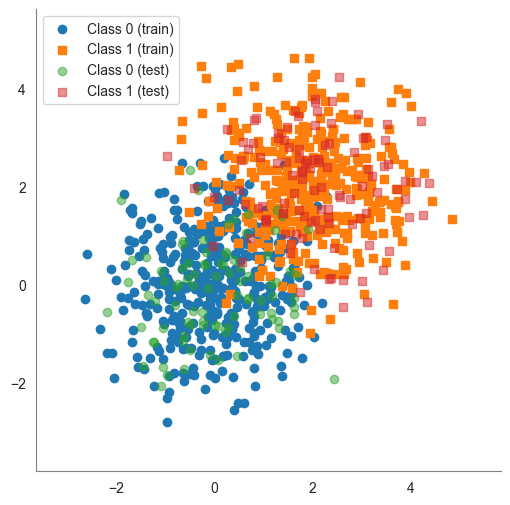 Class 0 (train)
Class 1 (train)
Class 0 (test)
Class 1 (test)
4
2
0
−2
−2 0 2 4